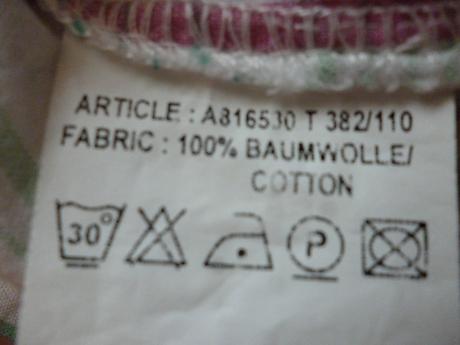 ARTICLE : A816530 T 382/110
FABRIC : 100% BAUMWOLLE/
COTTON
30° P